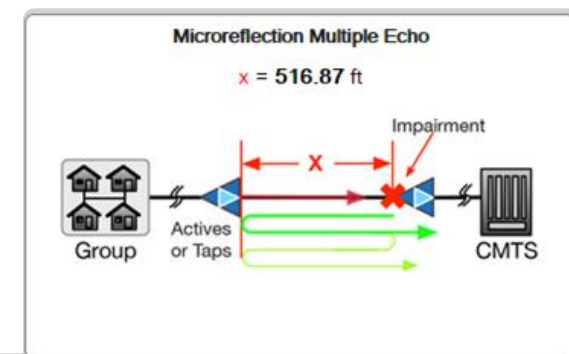 Microreflection Multiple Echo
x = 516.87 ft
Impairment
X
Actives
or Taps
Group
CMTS